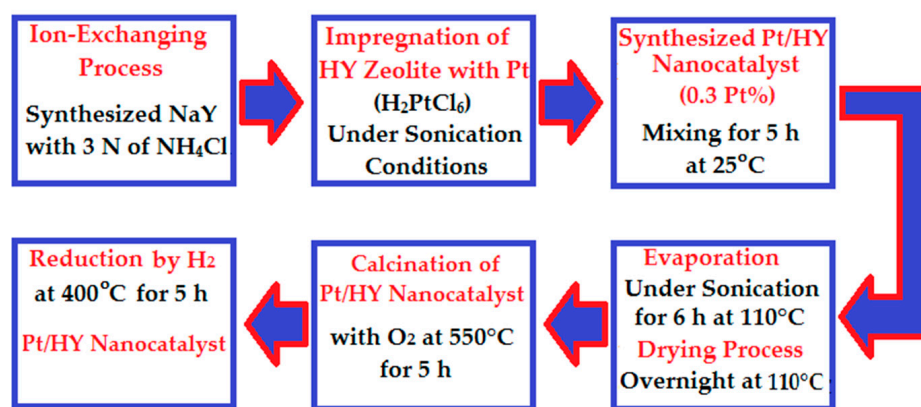 Ion-Exchanging
Process
Synthesized NaY
with 3 N of NH₄Cl
Impregnation of
HY Zeolite with Pt
(H₂PtCl₆)
Under Sonication
Conditions
Synthesized Pt/HY
Nanocatalyst
(0.3 Pt%)
Mixing for 5 h
at 25°C
Evaporation
Under Sonication
for 6 h at 110°C
Drying Process
Overnight at 110°C
Calcination of
Pt/HY Nanocatalyst
with O₂ at 550°C
for 5 h
Reduction by H₂
at 400°C for 5 h
Pt/HY Nanocatalyst